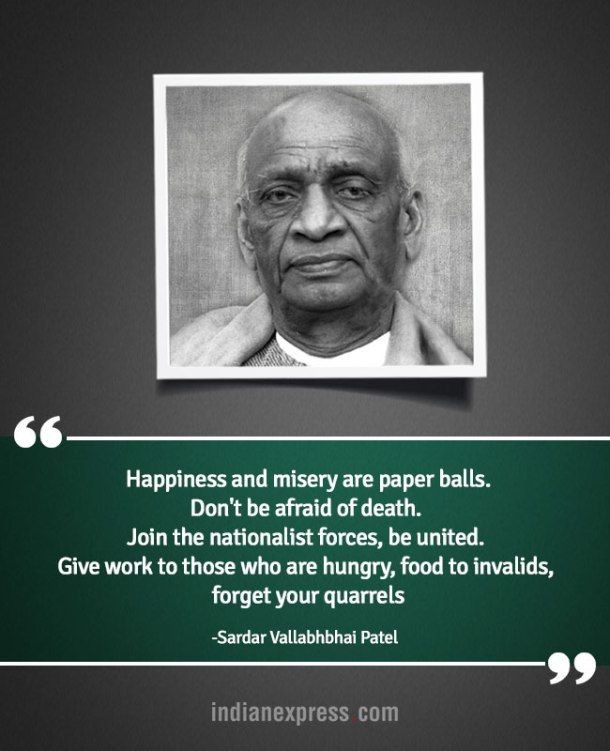 Happiness and misery are paper balls.
Don't be afraid of death.
Join the nationalist forces, be united.
Give work to those who are hungry, food to invalids,
forget your quarrels
-Sardar Vallabhbhai Patel
indianexpress.com